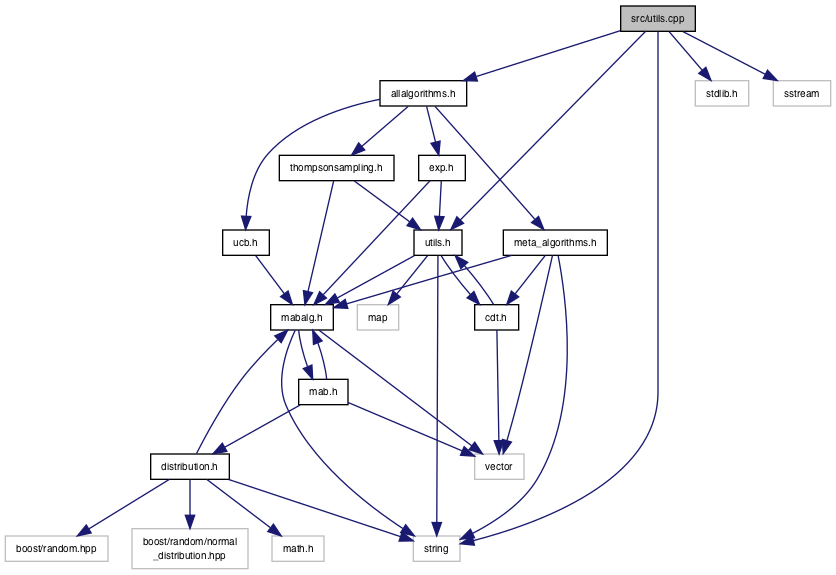 src/utils.cpp
allalgorithms.h
stdlib.h
sstream
thompsonsampling.h
exp.h
ucb.h
utils.h
meta_algorithms.h
mabalg.h
map
cdt.h
mab.h
distribution.h
vector
boost/random.hpp
boost/random/normal
_distribution.hpp
math.h
string